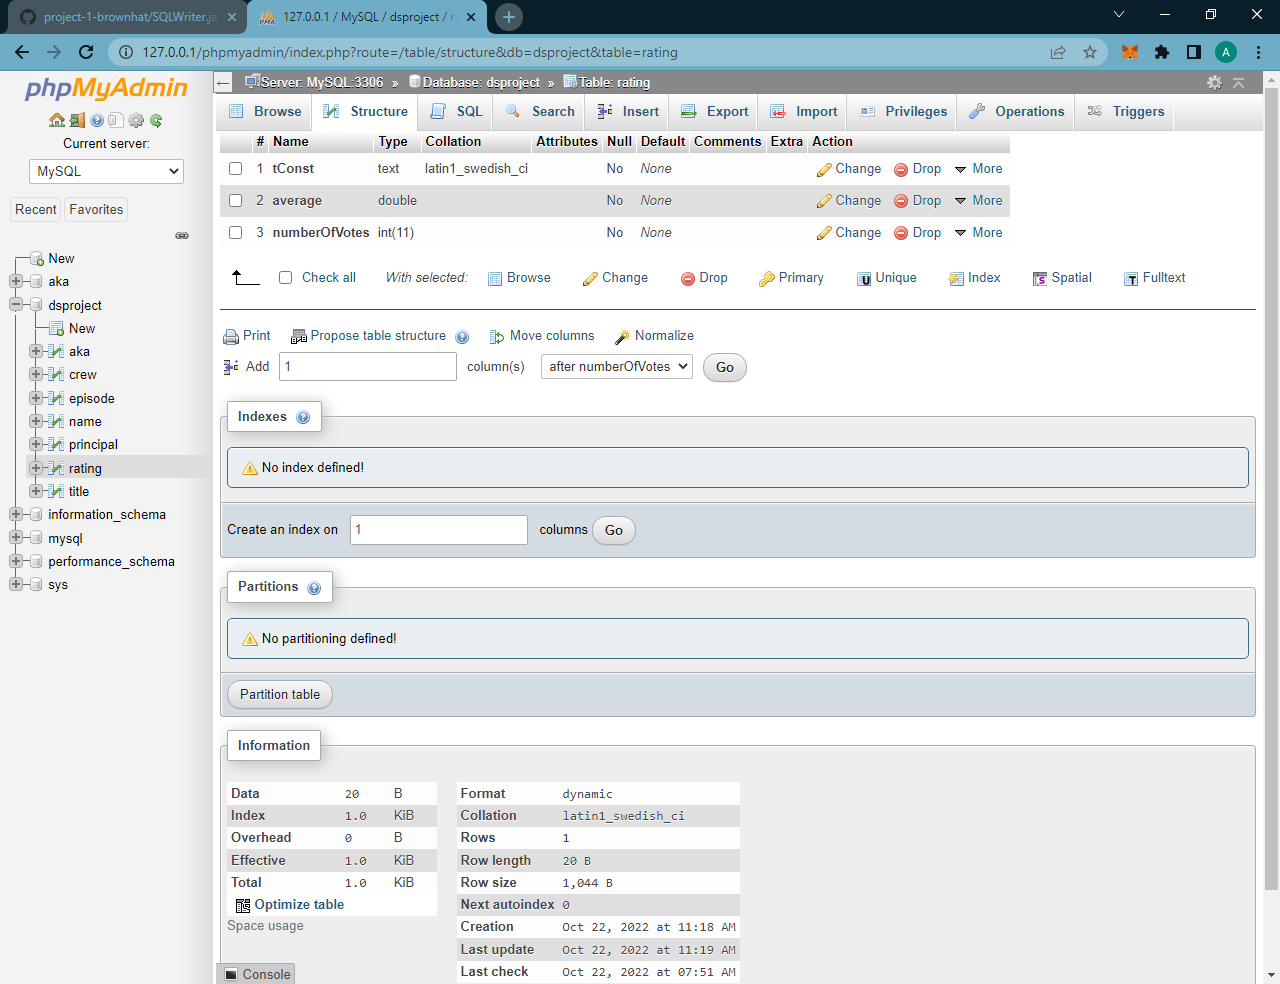 project-1-brownhat/SQLWriter.ja
127.0.0.1 / MySQL / dsproject / ra
127.0.0.1/phpmyadmin/index.php?route=/table/structure&db=dsproject&table=rating
A
phpMyAdmin
Current server:
MySQL
Recent
Favorites
New
aka
dsproject
New
aka
crew
episode
name
principal
rating
title
information_schema
mysql
performance_schema
sys
Server: MySQL:3306 » Database: dsproject » Table: rating
Browse Structure SQL Search Insert Export Import Privileges Operations Triggers
# Name Type Collation Attributes Null Default Comments Extra Action
1 tConst text latin1_swedish_ci No None Change Drop More
2 average double No None Change Drop More
3 numberOfVotes int(11) No None Change Drop More
Check all With selected: Browse Change Drop Primary Unique Index Spatial Fulltext
Print Propose table structure Move columns Normalize
Add 1 column(s) after numberOfVotes Go
Indexes
No index defined!
Create an index on 1 columns Go
Partitions
No partitioning defined!
Partition table
Information
Data 20 B
Index 1.0 KiB
Overhead 0 B
Effective 1.0 KiB
Total 1.0 KiB
Optimize table
Space usage
Format dynamic
Collation latin1_swedish_ci
Rows 1
Row length 20 B
Row size 1,044 B
Next autoindex 0
Creation Oct 22, 2022 at 11:18 AM
Last update Oct 22, 2022 at 11:19 AM
Last check Oct 22, 2022 at 07:51 AM
Console